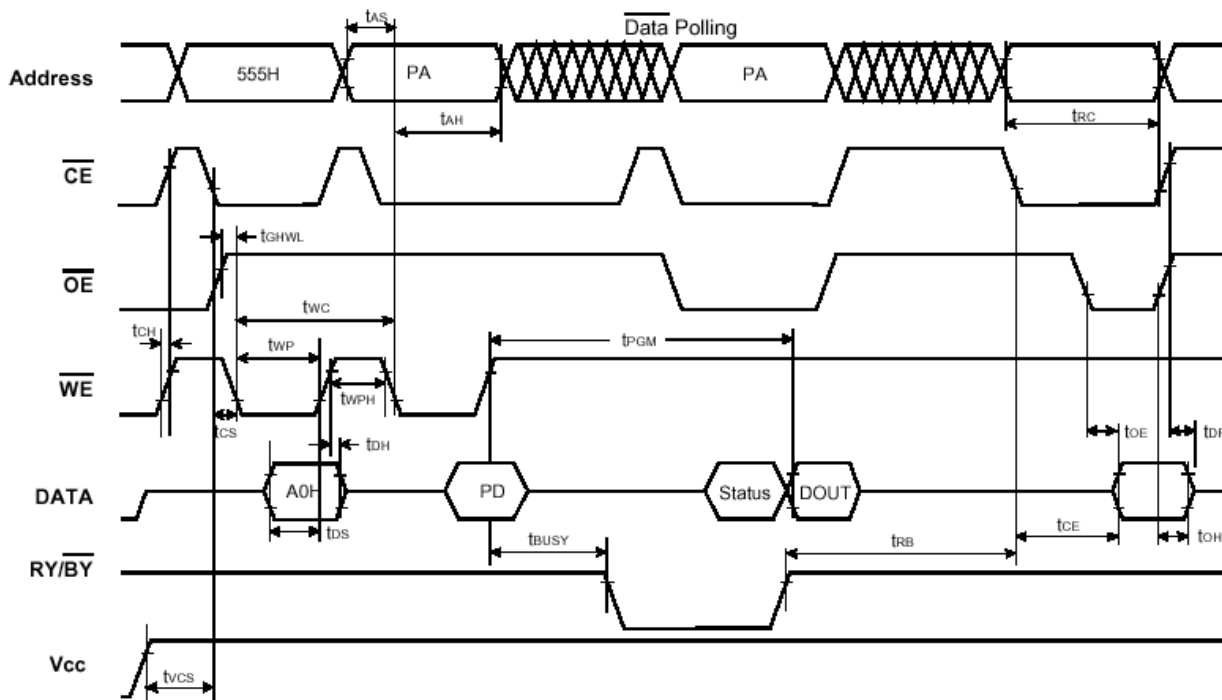 tAS
Data Polling
Address
555H
PA
PA
tAH
tRC
CE
tGHWL
OE
tWC
tCH
tWP
tPGM
WE
tWPH
tCS
tDH
tOE
tDF
DATA
A0H
PD
Status
DOUT
tDS
tBUSY
tRB
tCE
tOH
RY/BY
Vcc
tVCS